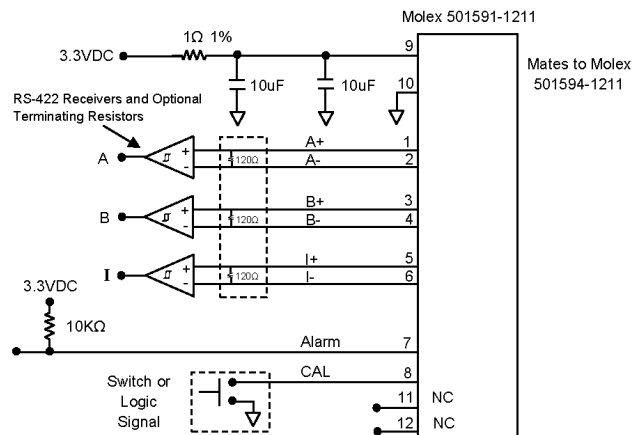 Molex 501591-1211
1Ω 1%
3.3VDC
9
Mates to Molex
501594-1211
10uF
10uF
10
RS-422 Receivers and Optional
Terminating Resistors
A+
1
A
+
-
120Ω
A-
2
B+
3
B
+
-
120Ω
B-
4
I+
5
I
+
-
120Ω
I-
6
3.3VDC
10KΩ
Alarm
7
CAL
8
Switch or
Logic
Signal
11
NC
12
NC